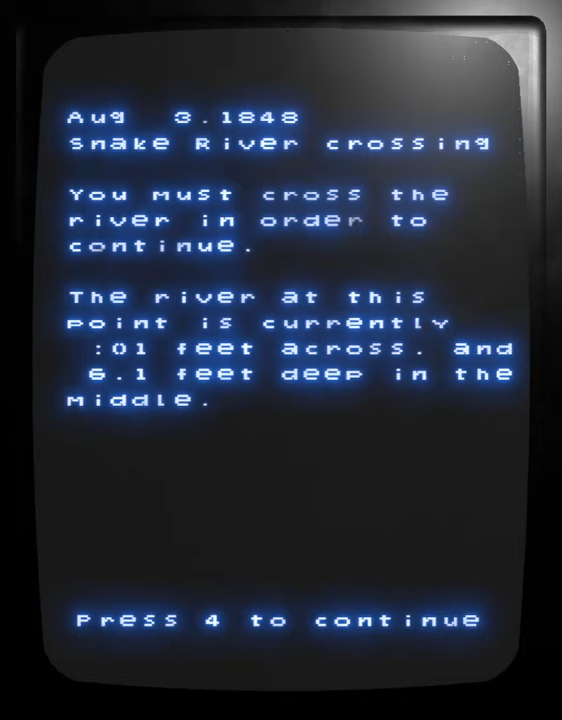 Aug 3.1848
Snake River crossing
You must cross the
river in order to
continue.
The river at this
point is currently
:01 feet across. and
6.1 feet deep in the
middle.
Press 4 to continue